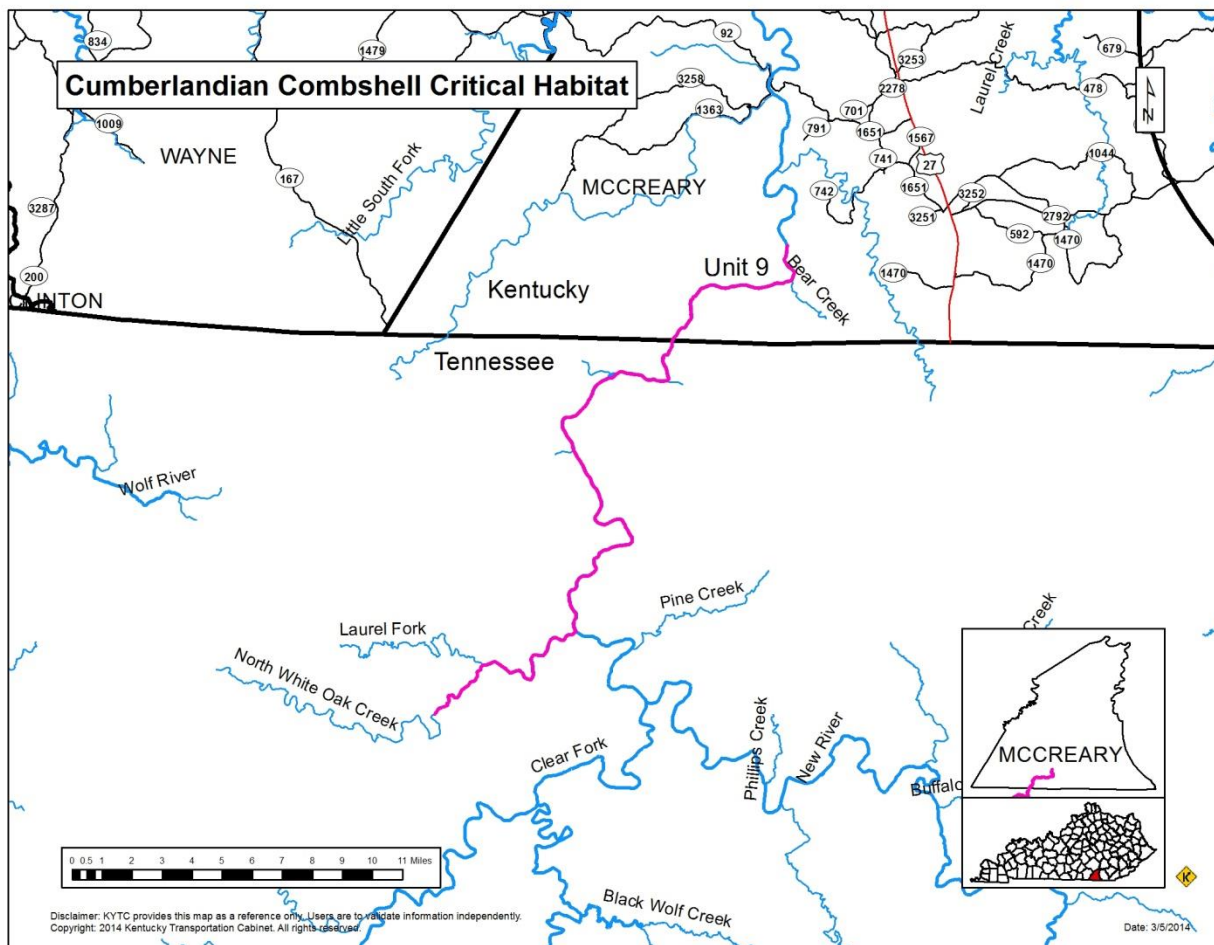 834
1479
92
3253
679
Cumberlandian Combshell Critical Habitat
3258
2278
Laurel Creek
478
N
1009
1363
701
791
1651
1567
WAYNE
167
Little South Fork
MCCREARY
741
27
1044
742
1651
3252
3287
3251
2792
592
1470
200
Unit 9
Bear Creek
1470
1470
Kentucky
LINTON
Tennessee
Wolf River
Pine Creek
Creek
Laurel Fork
North White Oak Creek
Phillips Creek
New River
MCCREARY
Clear Fork
Buffalo
0 0.5 1 2 3 4 5 6 7 8 9 10 11 Miles
K
Black Wolf Creek
Disclaimer: KYTC provides this map as a reference only. Users are to validate information independently.
Copyright: 2014 Kentucky Transportation Cabinet. All rights reserved.
Date: 3/5/2014